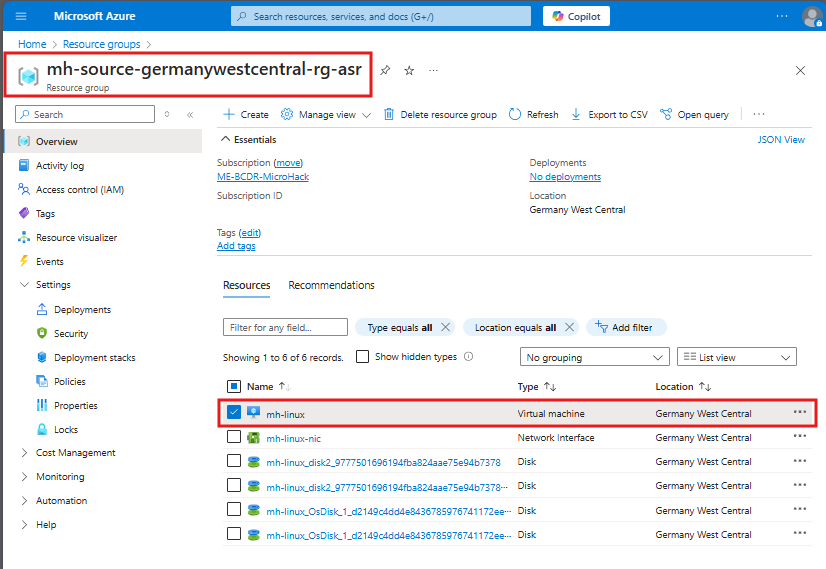 Microsoft Azure
Search resources, services, and docs (G+/)
Copilot
Home > Resource groups >
mh-source-germanywestcentral-rg-asr
Resource group
Search
Create
Manage view
Delete resource group
Refresh
Export to CSV
Open query
Overview
Activity log
Access control (IAM)
Tags
Resource visualizer
Events
Settings
Deployments
Security
Deployment stacks
Policies
Properties
Locks
Cost Management
Monitoring
Automation
Help
Essentials
JSON View
Subscription (move)
ME-BCDR-MicroHack
Subscription ID
Deployments
No deployments
Location
Germany West Central
Tags (edit)
Add tags
Resources Recommendations
Filter for any field...
Type equals all
Location equals all
Add filter
Showing 1 to 6 of 6 records.
Show hidden types
No grouping
List view
Name Type Location
mh-linux Virtual machine Germany West Central
mh-linux-nic Network Interface Germany West Central
mh-linux_disk2_9777501696194fba824aae75e94b7378 Disk Germany West Central
mh-linux_disk2_9777501696194fba824aae75e94b7378... Disk Germany West Central
mh-linux_OsDisk_1_d2149c4dd4e8436785976741172ee... Disk Germany West Central
mh-linux_OsDisk_1_d2149c4dd4e8436785976741172ee... Disk Germany West Central